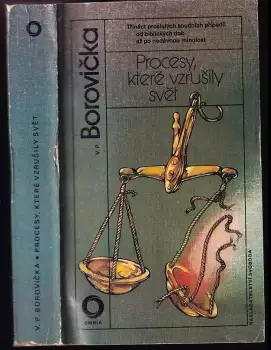 V. P. BOROVIČKA • PROCESY, KTERÉ VZRUŠILY SVĚT
V. P. Borovička
Třináct proslulých soudních případů
od biblických dob
až po nedávnou minulost
Procesy,
které vzrušily
svět
OMNIA
NAKLADATELSTVÍ SVOBODA